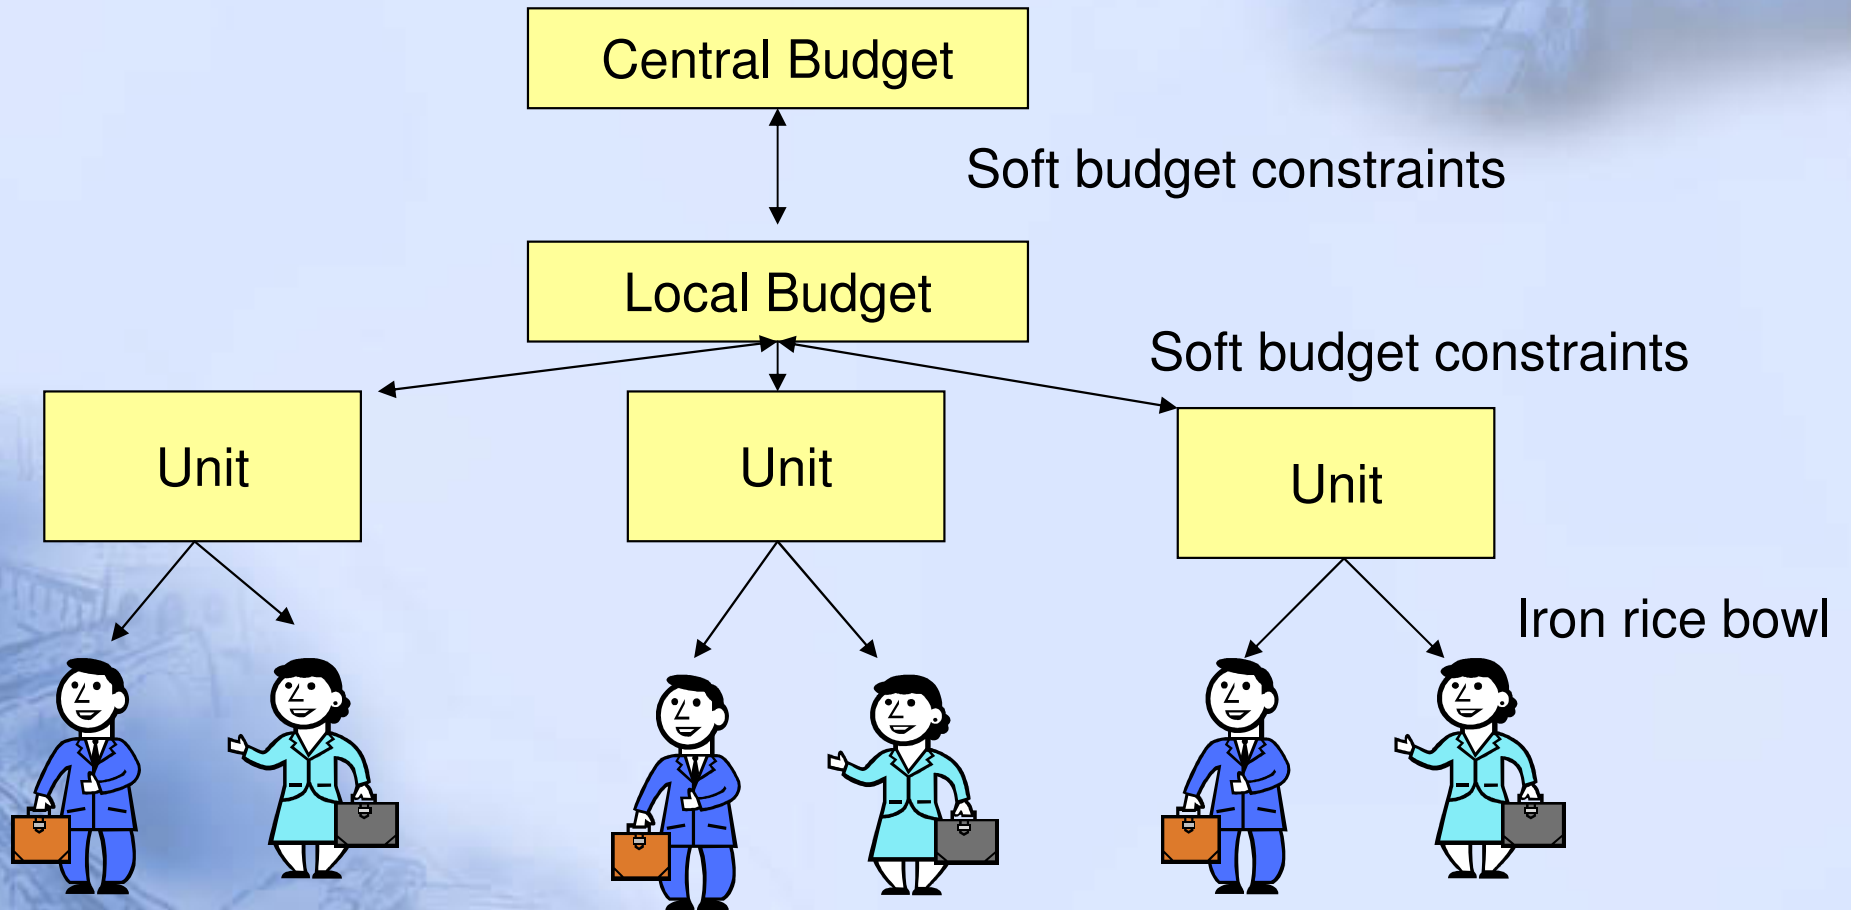 Central Budget
Soft budget constraints
Local Budget
Soft budget constraints
Unit
Unit
Unit
Iron rice bowl